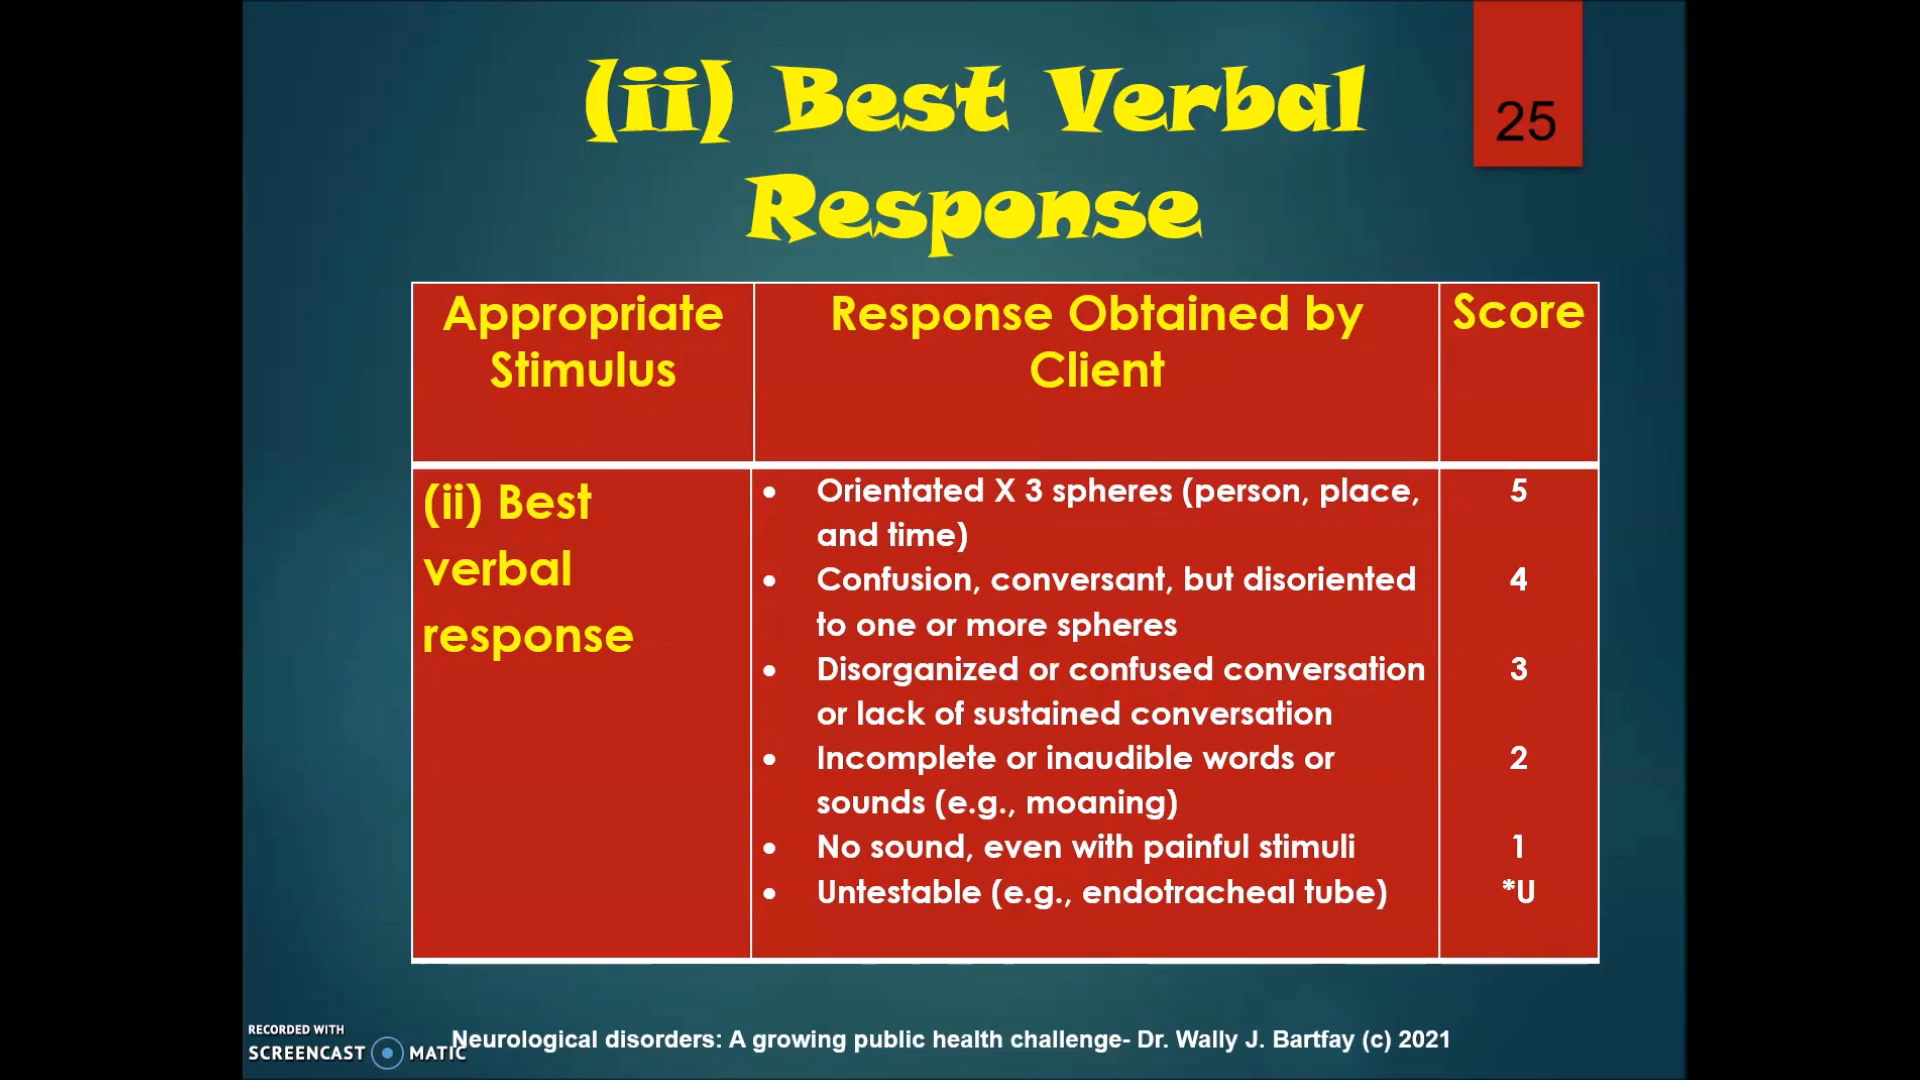 (ii) Best Verbal
Response
25
Appropriate
Stimulus
Response Obtained by
Client
Score
(ii) Best
verbal
response
• Orientated X 3 spheres (person, place,
and time)
5
• Confusion, conversant, but disoriented
to one or more spheres
4
• Disorganized or confused conversation
or lack of sustained conversation
3
• Incomplete or inaudible words or
sounds (e.g., moaning)
2
• No sound, even with painful stimuli
1
• Untestable (e.g., endotracheal tube)
*U
RECORDED WITH
SCREENCAST MATIC
Neurological disorders: A growing public health challenge- Dr. Wally J. Bartfay (c) 2021